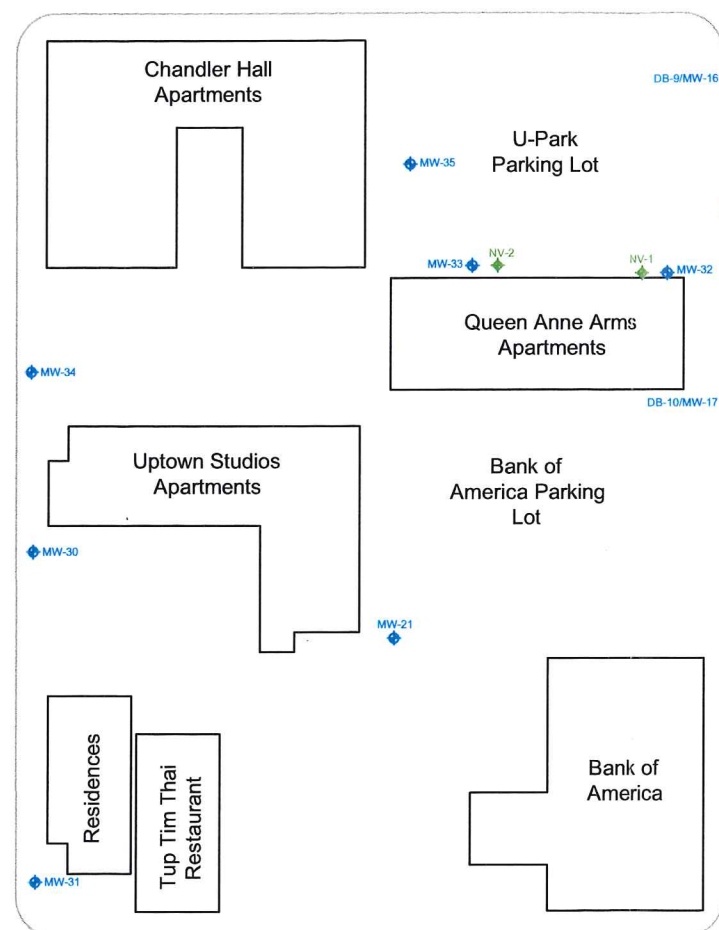 Chandler Hall
Apartments
DB-9/MW-16
U-Park
Parking Lot
MW-35
MW-33
NV-2
NV-1
MW-32
Queen Anne Arms
Apartments
MW-34
DB-10/MW-17
Uptown Studios
Apartments
Bank of
America Parking
Lot
MW-30
MW-21
Residences
Tup Tim Thai
Restaurant
Bank of
America
MW-31